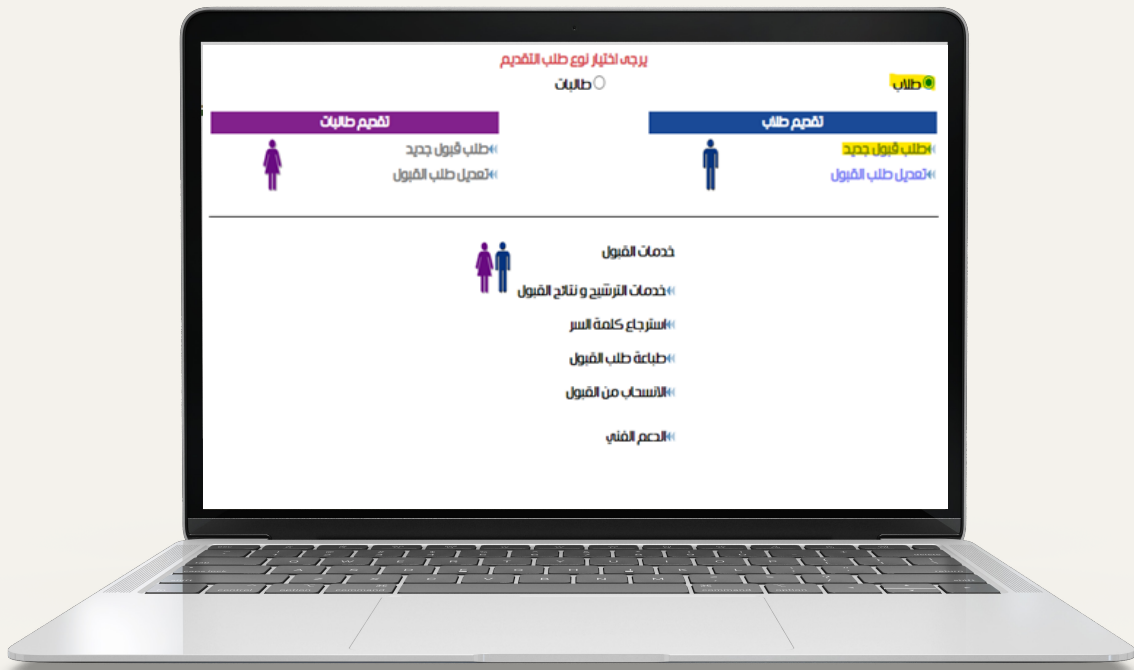 يرجى اختيار نوع طلب التقديم
طلاب
طالبات
تقديم طلاب
طلب قبول جديد
تعديل طلب القبول
تقديم طالبات
طلب قبول جديد
تعديل طلب القبول
خدمات القبول
خدمات الترشيح و نتائج القبول
استرجاع كلمة السر
طباعة طلب القبول
الانسحاب من القبول
الدعم الفني